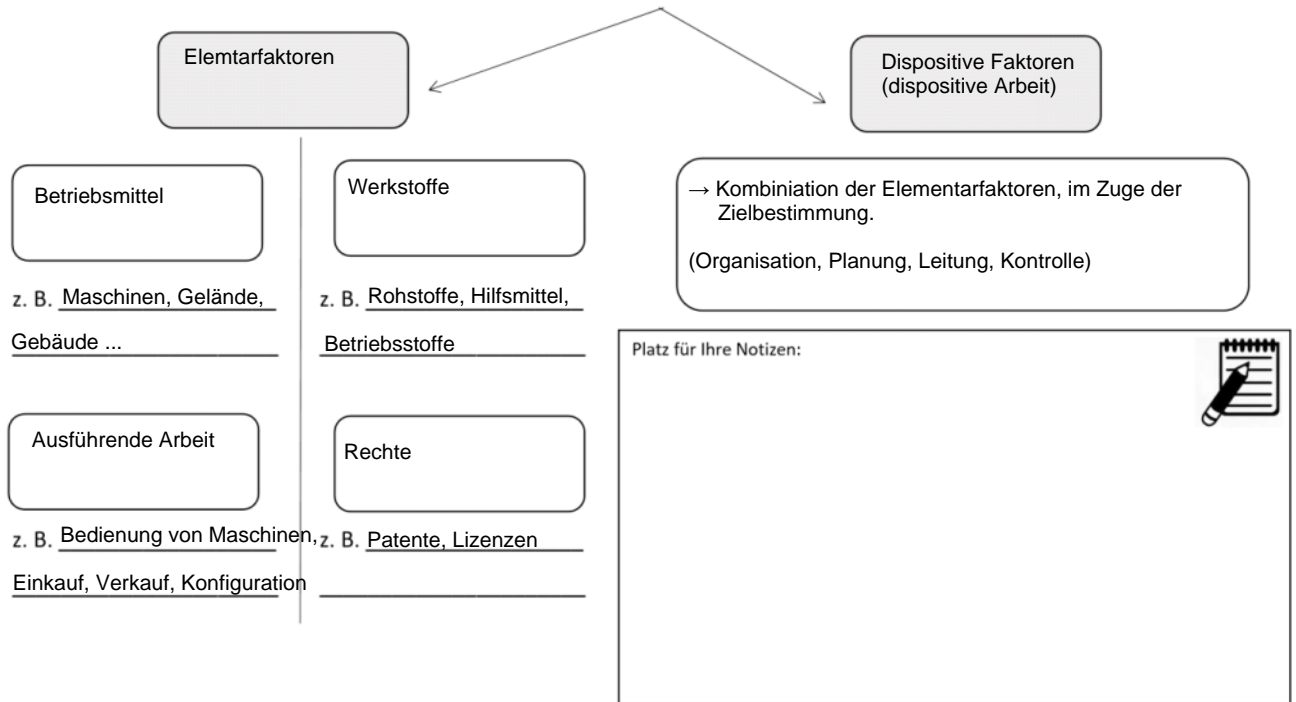 Elemtarfaktoren
Dispositive Faktoren
(dispositive Arbeit)
Betriebsmittel
Werkstoffe
→ Kombiniation der Elementarfaktoren, im Zuge der
Zielbestimmung.
(Organisation, Planung, Leitung, Kontrolle)
z. B. Maschinen, Gelände,
Gebäude ...
z. B. Rohstoffe, Hilfsmittel,
Betriebsstoffe
Platz für Ihre Notizen:
Ausführende Arbeit
Rechte
z. B. Bedienung von Maschinen,
Einkauf, Verkauf, Konfiguration
z. B. Patente, Lizenzen